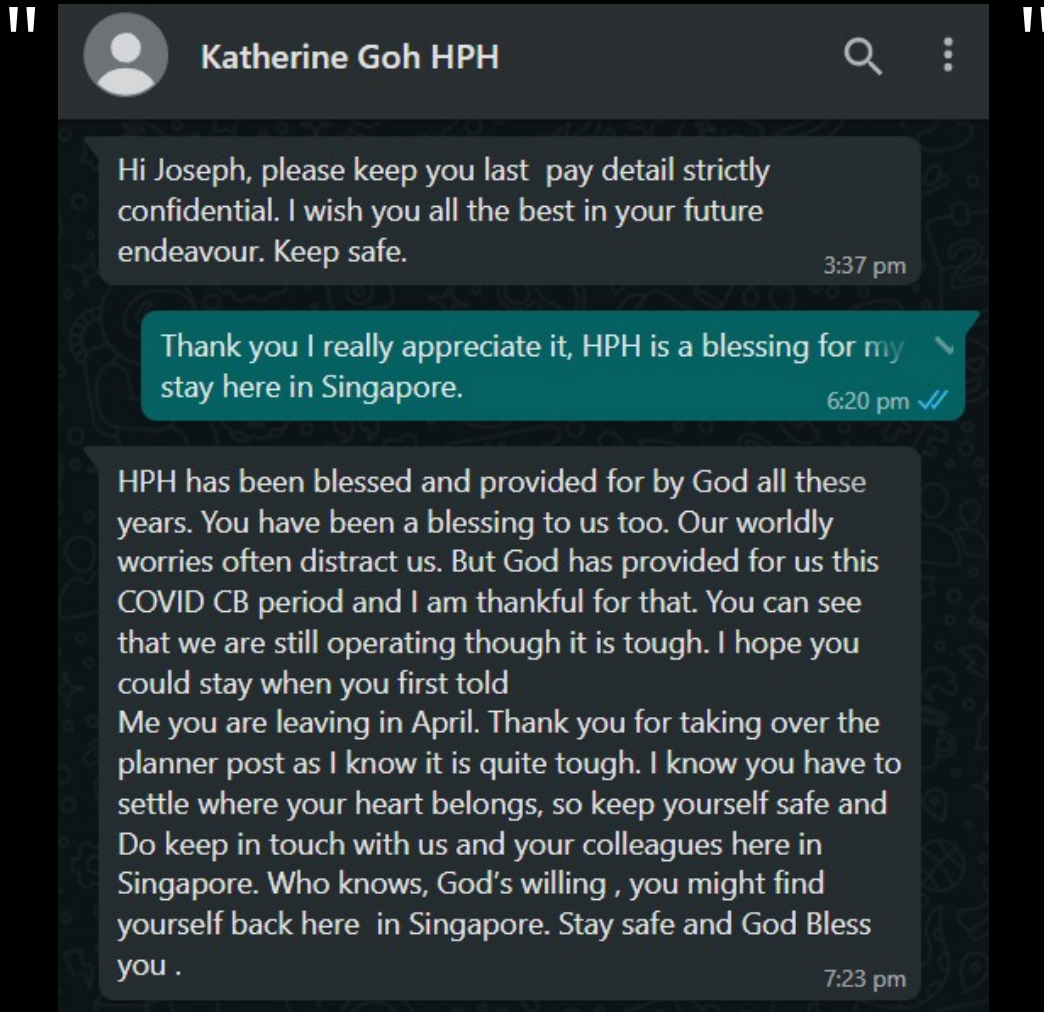 "
"
Katherine Goh HPH
Hi Joseph, please keep you last  pay detail strictly
confidential. I wish you all the best in your future
endeavour. Keep safe.
3:37 pm
Thank you I really appreciate it, HPH is a blessing for my
stay here in Singapore.
6:20 pm
HPH has been blessed and provided for by God all these
years. You have been a blessing to us too. Our worldly
worries often distract us. But God has provided for us this
COVID CB period and I am thankful for that. You can see
that we are still operating though it is tough. I hope you
could stay when you first told
Me you are leaving in April. Thank you for taking over the
planner post as I know it is quite tough. I know you have to
settle where your heart belongs, so keep yourself safe and
Do keep in touch with us and your colleagues here in
Singapore. Who knows, God's willing , you might find
yourself back here  in Singapore. Stay safe and God Bless
you .
7:23 pm